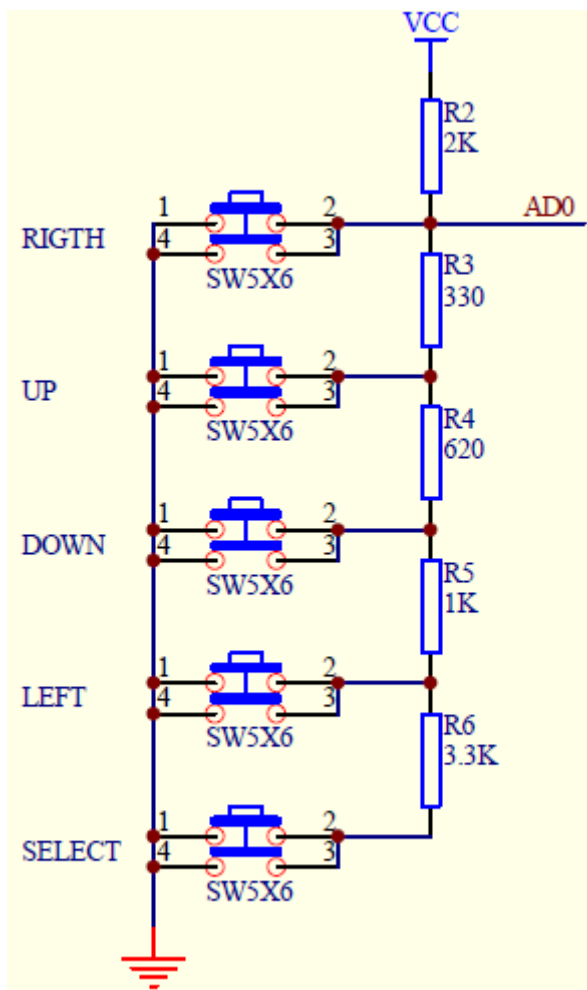 VCC
R2
2K
1 2 AD0
RIGTH 4 3
SW5X6
R3
330
1 2
UP 4 3
SW5X6
R4
620
1 2
DOWN 4 3
SW5X6
R5
1K
1 2
LEFT 4 3
SW5X6
R6
3.3K
1 2
SELECT 4 3
SW5X6